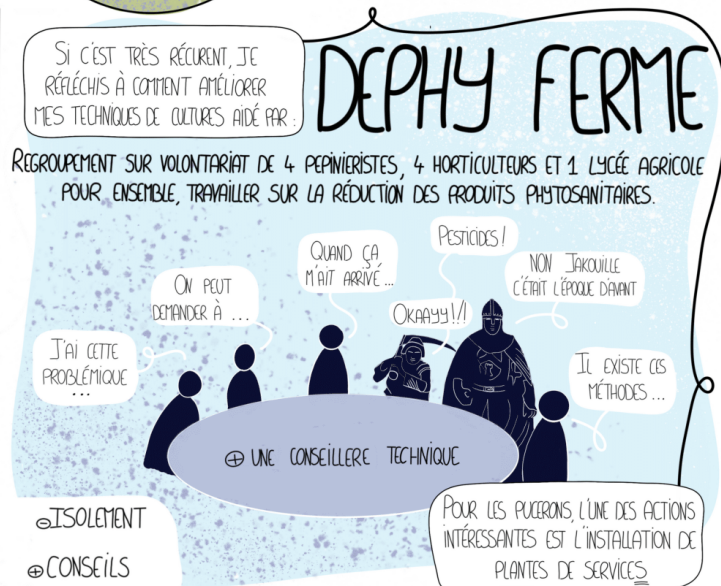 SI C'EST TRÈS RÉCURENT, JE
RÉFLÉCHIS À COMMENT AMÉLIORER
MES TECHNIQUES DE CULTURES AIDÉ PAR :
DEPHY FERME
REGROUPEMENT SUR VOLONTARIAT DE 4 PEPINIERISTES, 4 HORTICULTEURS ET 1 LYCÉE AGRICOLE
POUR ENSEMBLE, TRAVAILLER SUR LA RÉDUCTION DES PRODUITS PHYTOSANITAIRES.
J'AI CETTE
PROBLÉMIQUE
...
ON PEUT
DEMANDER À ...
QUAND ÇA
M'AIT ARRIVÉ ...
PESTICIDES !
OKAAYY !/!
NON JAKOUILLE
C'ÉTAIT L'ÉPOQUE D'AVANT
IL EXISTE CES
MÉTHODES ...
⊕ UNE CONSEILLERE TECHNIQUE
⊖ISOLEMENT
⊕CONSEILS
POUR LES PUCERONS, L'UNE DES ACTIONS
INTÉRESSANTES EST L'INSTALLATION DE
PLANTES DE SERVICES